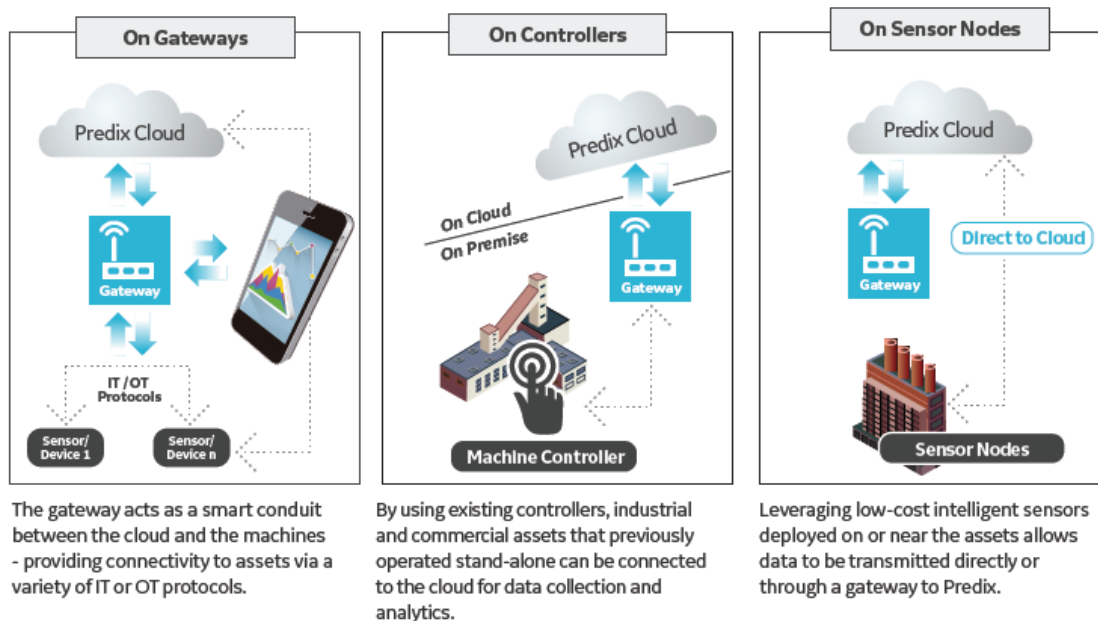 On Gateways
Predix Cloud
Gateway
IT / OT
Protocols
Sensor/
Device 1
Sensor/
Device n
The gateway acts as a smart conduit
between the cloud and the machines
- providing connectivity to assets via a
variety of IT or OT protocols.
On Controllers
Predix Cloud
On Cloud
On Premise
Gateway
Machine Controller
By using existing controllers, industrial
and commercial assets that previously
operated stand-alone can be connected
to the cloud for data collection and
analytics.
On Sensor Nodes
Predix Cloud
Direct to Cloud
Gateway
Sensor Nodes
Leveraging low-cost intelligent sensors
deployed on or near the assets allows
data to be transmitted directly or
through a gateway to Predix.